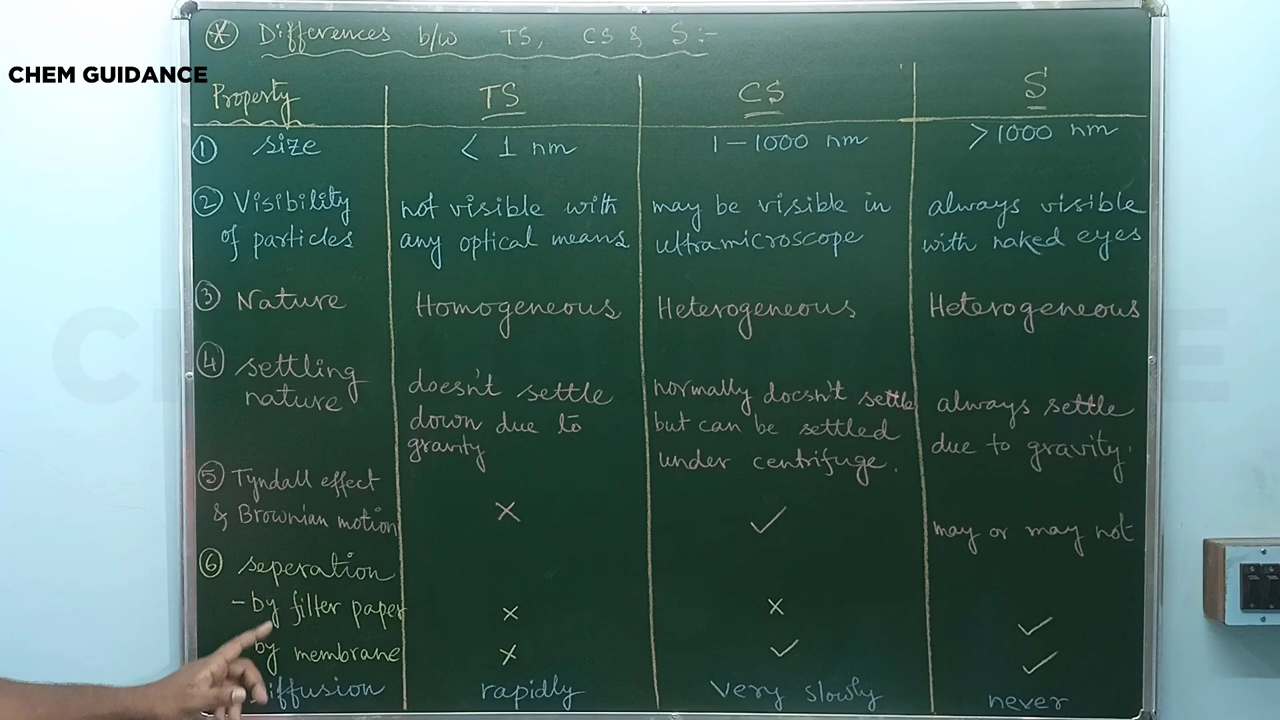 CHEM GUIDANCE
* Differences b/w TS, CS & S:-
Property TS CS S
① size < 1 nm 1 – 1000 nm > 1000 nm
② Visibility not visible with may be visible in always visible
of particles any optical means ultramicroscope with naked eyes
③ Nature Homogeneous Heterogeneous Heterogeneous
④ settling doesn't settle normally doesn't settle always settle
nature down due to but can be settled due to gravity.
gravity under centrifuge.
⑤ Tyndall effect
& Brownian motion × ✓ may or may not
⑥ seperation
- by filter paper × × ✓
by membrane × ✓ ✓
iffusion rapidly very slowly never